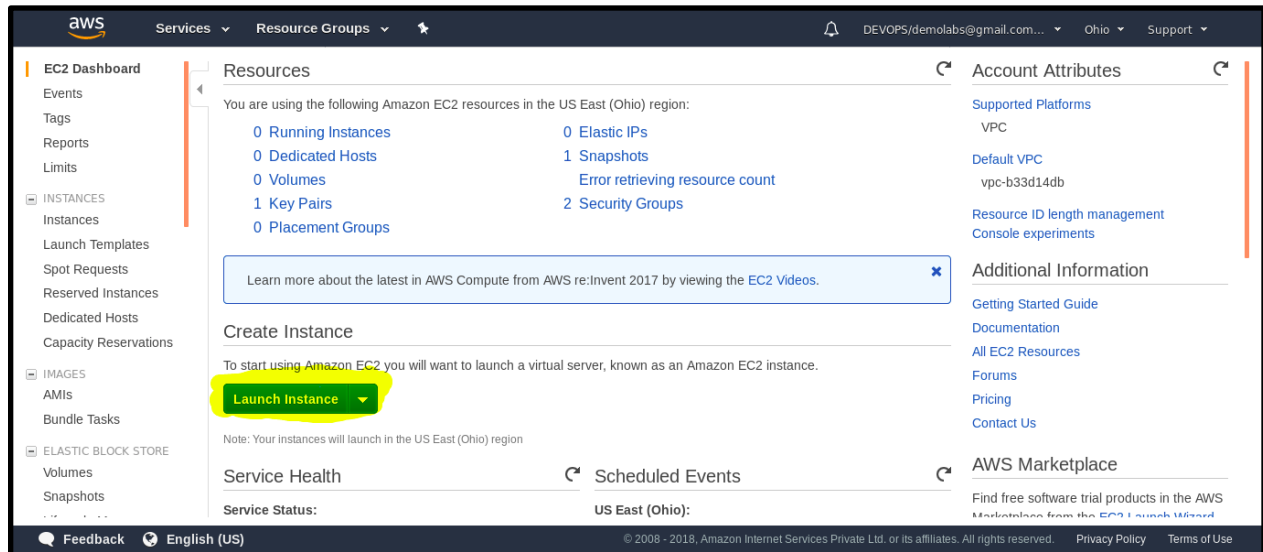 aws
Services
Resource Groups
DEVOPS/demolabs@gmail.com...
Ohio
Support
EC2 Dashboard
Events
Tags
Reports
Limits
INSTANCES
Instances
Launch Templates
Spot Requests
Reserved Instances
Dedicated Hosts
Capacity Reservations
IMAGES
AMIs
Bundle Tasks
ELASTIC BLOCK STORE
Volumes
Snapshots
Resources
You are using the following Amazon EC2 resources in the US East (Ohio) region:
0 Running Instances
0 Dedicated Hosts
0 Volumes
1 Key Pairs
0 Placement Groups
0 Elastic IPs
1 Snapshots
Error retrieving resource count
2 Security Groups
Learn more about the latest in AWS Compute from AWS re:Invent 2017 by viewing the EC2 Videos.
Create Instance
To start using Amazon EC2 you will want to launch a virtual server, known as an Amazon EC2 instance.
Launch Instance
Note: Your instances will launch in the US East (Ohio) region
Service Health
Service Status:
Scheduled Events
US East (Ohio):
Account Attributes
Supported Platforms
VPC
Default VPC
vpc-b33d14db
Resource ID length management
Console experiments
Additional Information
Getting Started Guide
Documentation
All EC2 Resources
Forums
Pricing
Contact Us
AWS Marketplace
Find free software trial products in the AWS
Marketplace from the EC2 Launch Wizard
Feedback
English (US)
© 2008 - 2018, Amazon Internet Services Private Ltd. or its affiliates. All rights reserved.
Privacy Policy
Terms of Use